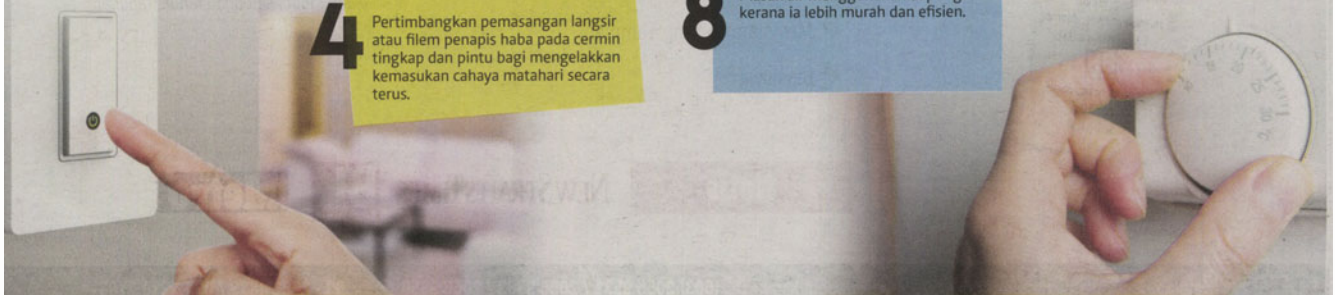 4
Pertimbangkan pemasangan langsir
atau filem penapis haba pada cermin
tingkap dan pintu bagi mengelakkan
kemasukan cahaya matahari secara
terus.
8
kerana ia lebih murah dan efisien.